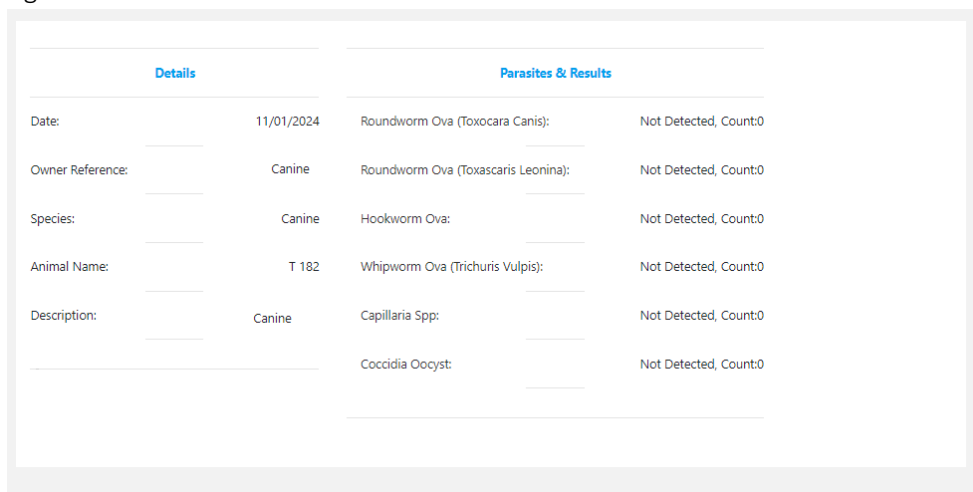 Details
Date: 11/01/2024
Owner Reference: Canine
Species: Canine
Animal Name: T 182
Description: Canine
Parasites & Results
Roundworm Ova (Toxocara Canis): Not Detected, Count:0
Roundworm Ova (Toxascaris Leonina): Not Detected, Count:0
Hookworm Ova: Not Detected, Count:0
Whipworm Ova (Trichuris Vulpis): Not Detected, Count:0
Capillaria Spp: Not Detected, Count:0
Coccidia Oocyst: Not Detected, Count:0